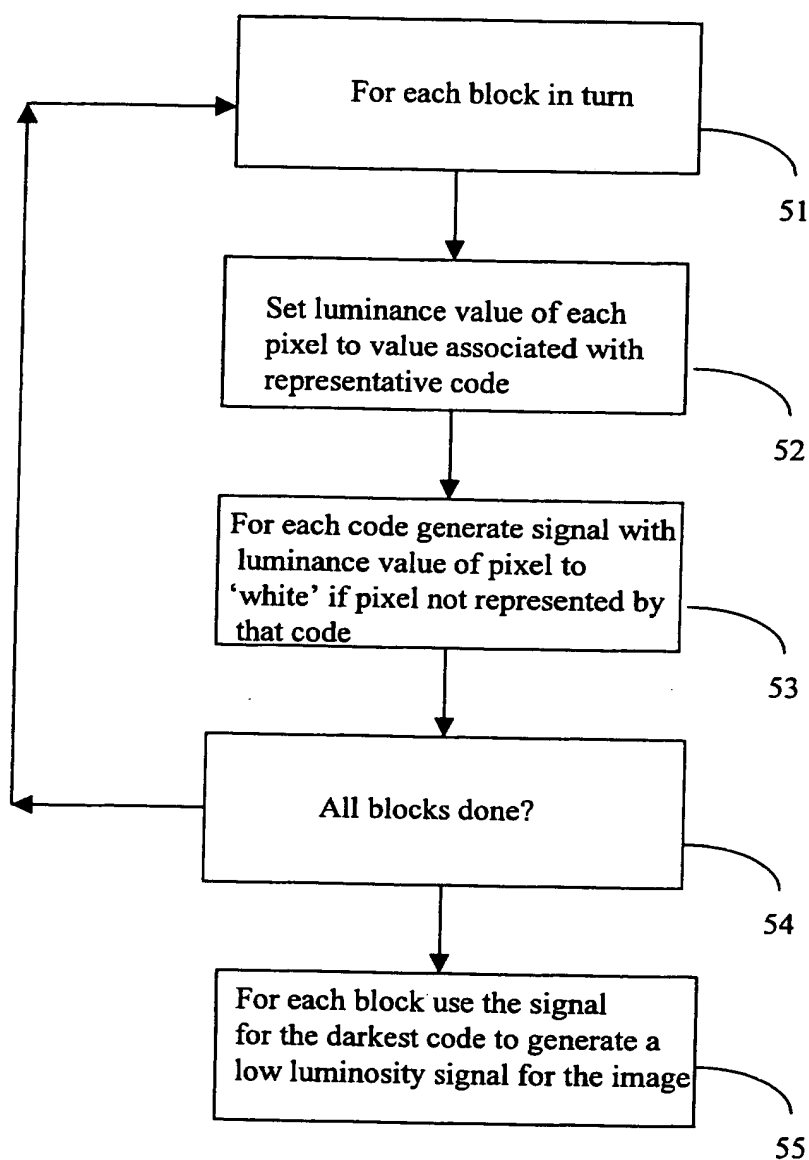 For each block in turn
51
Set luminance value of each
pixel to value associated with
representative code
52
For each code generate signal with
luminance value of pixel to
‘white’ if pixel not represented by
that code
53
All blocks done?
54
For each block use the signal
for the darkest code to generate a
low luminosity signal for the image
55